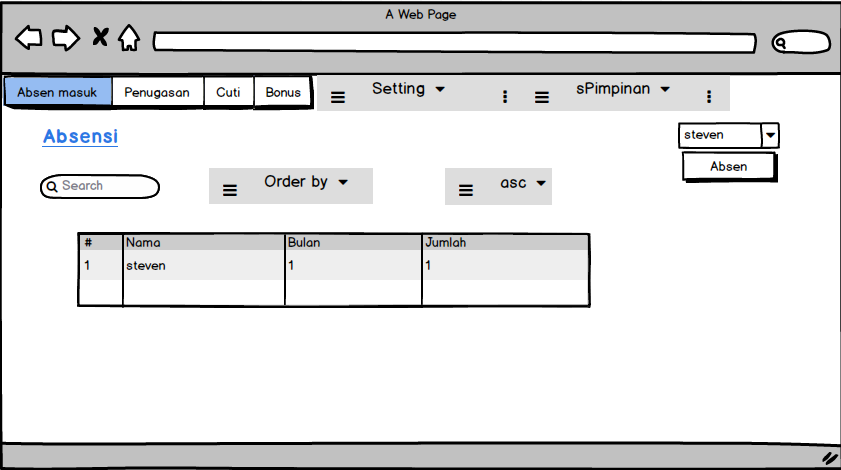 A Web Page
Absen masuk Penugasan Cuti Bonus Setting sPimpinan
Absensi
steven
Absen
Search Order by asc
# Nama Bulan Jumlah
1 steven 1 1